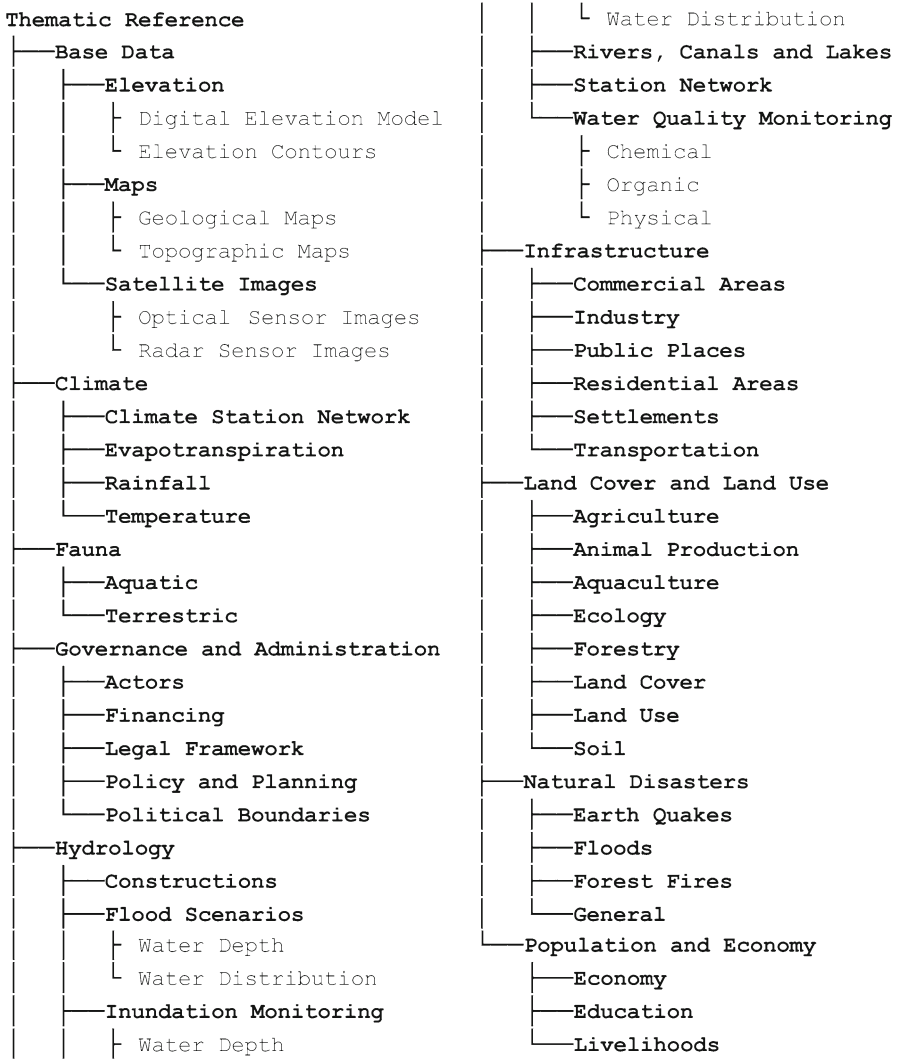 Thematic Reference
Base Data
Elevation
Digital Elevation Model
Elevation Contours
Maps
Geological Maps
Topographic Maps
Satellite Images
Optical Sensor Images
Radar Sensor Images
Climate
Climate Station Network
Evapotranspiration
Rainfall
Temperature
Fauna
Aquatic
Terrestric
Governance and Administration
Actors
Financing
Legal Framework
Policy and Planning
Political Boundaries
Hydrology
Constructions
Flood Scenarios
Water Depth
Water Distribution
Inundation Monitoring
Water Depth
Water Distribution
Rivers, Canals and Lakes
Station Network
Water Quality Monitoring
Chemical
Organic
Physical
Infrastructure
Commercial Areas
Industry
Public Places
Residential Areas
Settlements
Transportation
Land Cover and Land Use
Agriculture
Animal Production
Aquaculture
Ecology
Forestry
Land Cover
Land Use
Soil
Natural Disasters
Earth Quakes
Floods
Forest Fires
General
Population and Economy
Economy
Education
Livelihoods